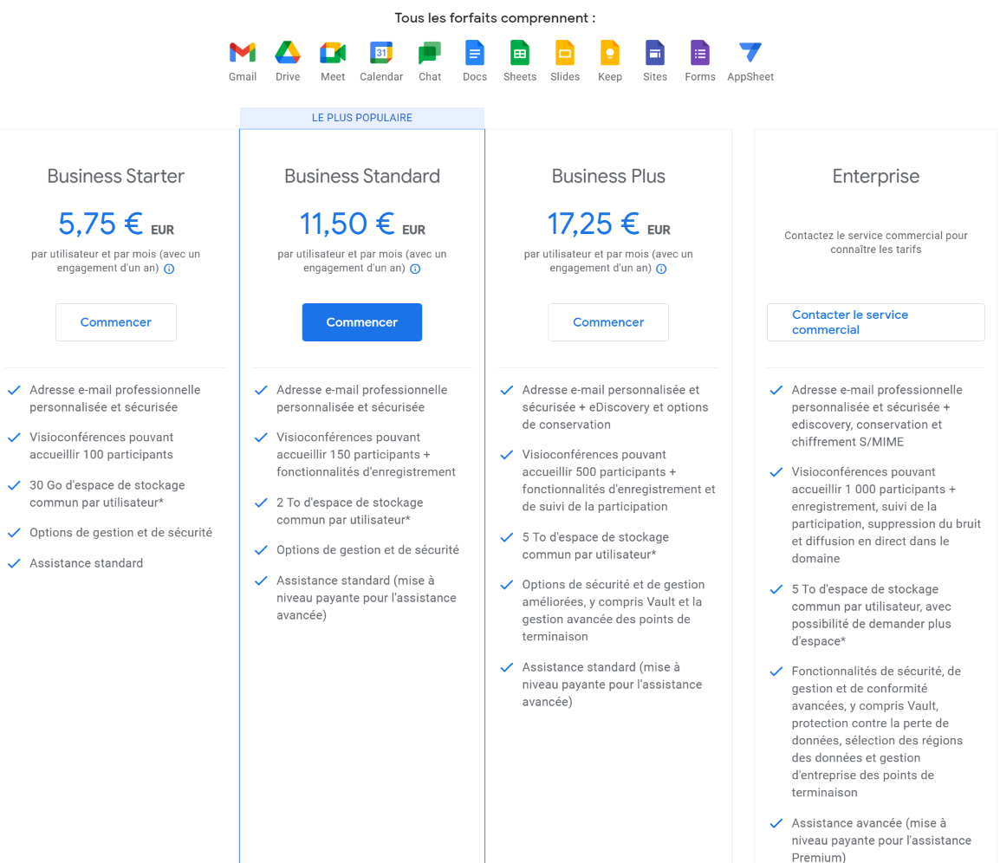 Tous les forfaits comprennent :
31
Gmail
Drive
Meet
Calendar
Chat
Docs
Sheets
Slides
Keep
Sites
Forms
AppSheet
Business Starter
5,75 € EUR
par utilisateur et par mois (avec un
engagement d'un an)
Commencer
Adresse e-mail professionnelle
personnalisée et sécurisée
Visioconférences pouvant
accueillir 100 participants
30 Go d'espace de stockage
commun par utilisateur*
Options de gestion et de sécurité
Assistance standard
LE PLUS POPULAIRE
Business Standard
11,50 € EUR
par utilisateur et par mois (avec un
engagement d'un an)
Commencer
Adresse e-mail professionnelle
personnalisée et sécurisée
Visioconférences pouvant
accueillir 150 participants +
fonctionnalités d'enregistrement
2 To d'espace de stockage
commun par utilisateur*
Options de gestion et de sécurité
Assistance standard (mise à
niveau payante pour l'assistance
avancée)
Business Plus
17,25 € EUR
par utilisateur et par mois (avec un
engagement d'un an)
Commencer
Adresse e-mail personnalisée et
sécurisée + eDiscovery et options
de conservation
Visioconférences pouvant
accueillir 500 participants +
fonctionnalités d'enregistrement et
de suivi de la participation
5 To d'espace de stockage
commun par utilisateur*
Options de sécurité et de gestion
améliorées, y compris Vault et la
gestion avancée des points de
terminaison
Assistance standard (mise à
niveau payante pour l'assistance
avancée)
Enterprise
Contactez le service commercial pour
connaître les tarifs
Contacter le service
commercial
Adresse e-mail professionnelle
personnalisée et sécurisée +
ediscovery, conservation et
chiffrement S/MIME
Visioconférences pouvant
accueillir 1 000 participants +
enregistrement, suivi de la
participation, suppression du bruit
et diffusion en direct dans le
domaine
5 To d'espace de stockage
commun par utilisateur, avec
possibilité de demander plus
d'espace*
Fonctionnalités de sécurité, de
gestion et de conformité
avancées, y compris Vault,
protection contre la perte de
données, sélection des régions
des données et gestion
d'entreprise des points de
terminaison
Assistance avancée (mise à
niveau payante pour l'assistance
Premium)